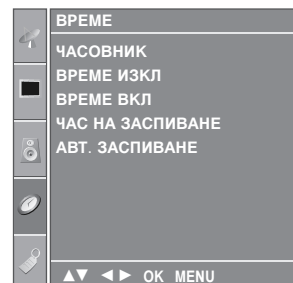 ВРЕМЕ
ЧАСОВНИК
ВРЕМЕ ИЗКЛ
ВРЕМЕ ВКЛ
ЧАС НА ЗАСПИВАНЕ
АВТ. ЗАСПИВАНЕ
▲▼ ◄► OK MENU